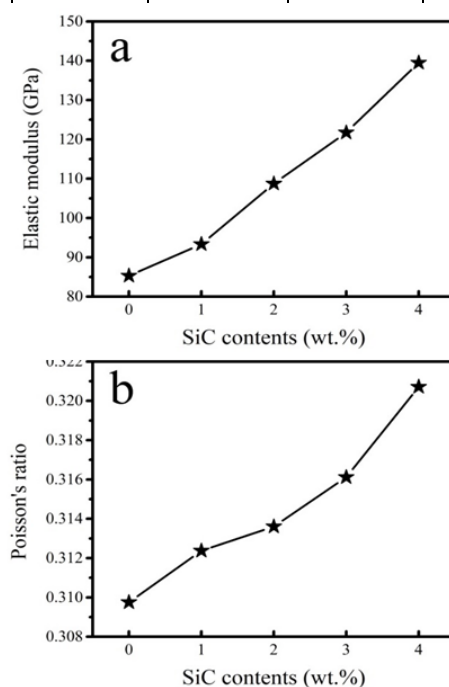 a
150
140
130
120
110
100
90
80
Elastic modulus (GPa)
0 1 2 3 4
SiC contents (wt.%)
b
0.322
0.320
0.318
0.316
0.314
0.312
0.310
0.308
Poisson's ratio
0 1 2 3 4
SiC contents (wt.%)